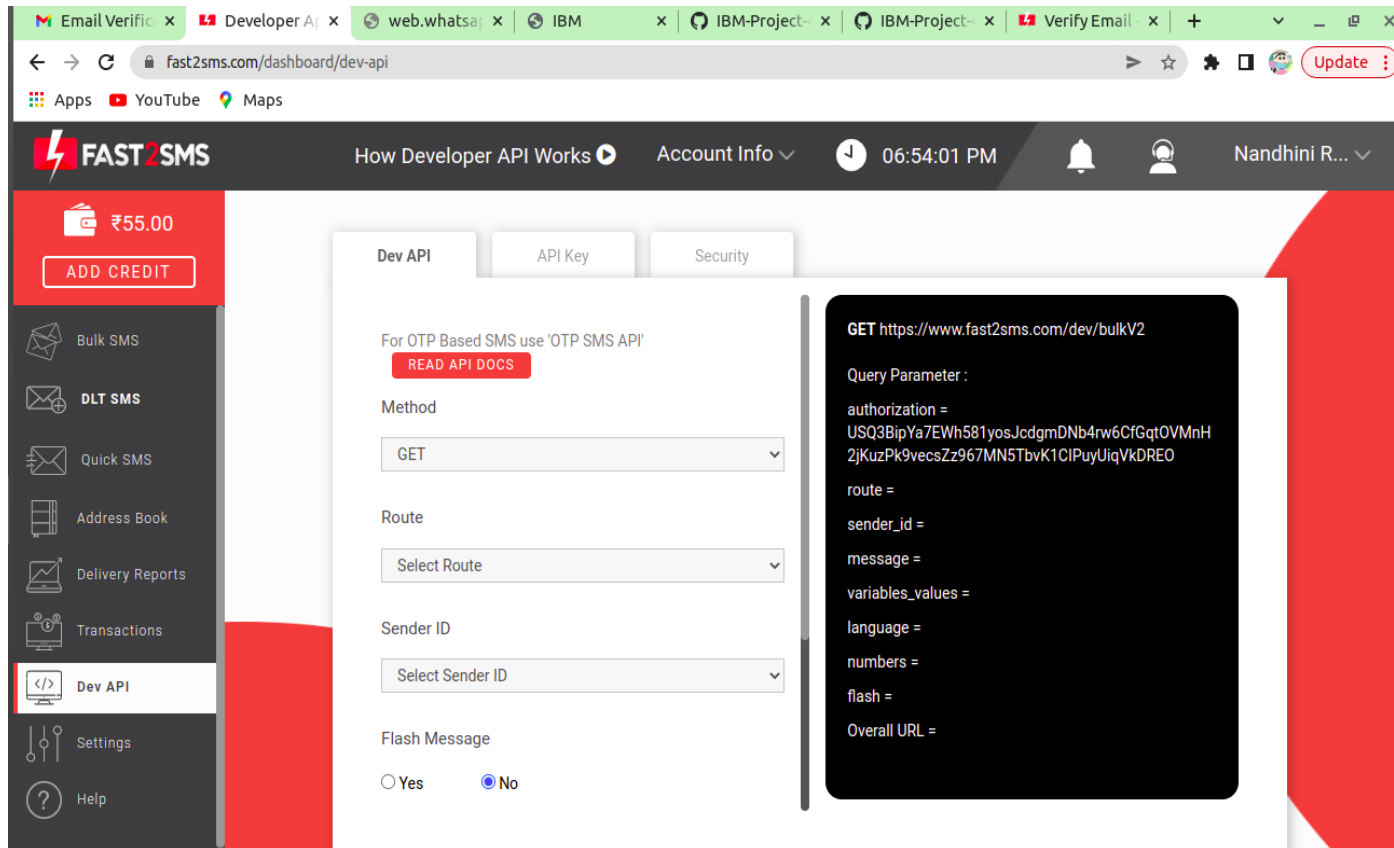 Email Verific
Developer Ap
web.whatsap
IBM
IBM-Project-
IBM-Project-
Verify Email -
fast2sms.com/dashboard/dev-api
Update
Apps YouTube Maps
FAST2SMS
How Developer API Works
Account Info
06:54:01 PM
Nandhini R...
₹55.00
ADD CREDIT
Bulk SMS
DLT SMS
Quick SMS
Address Book
Delivery Reports
Transactions
Dev API
Settings
Help
Dev API
API Key
Security
For OTP Based SMS use 'OTP SMS API'
READ API DOCS
Method
GET
Route
Select Route
Sender ID
Select Sender ID
Flash Message
Yes No
GET https://www.fast2sms.com/dev/bulkV2
Query Parameter :
authorization =
USQ3BipYa7EWh581yosJcdgmDNb4rw6CfGqtOVMnH
2jKuzPk9vecsZz967MN5TbvK1CIPuyUiqVkDREO
route =
sender_id =
message =
variables_values =
language =
numbers =
flash =
Overall URL =